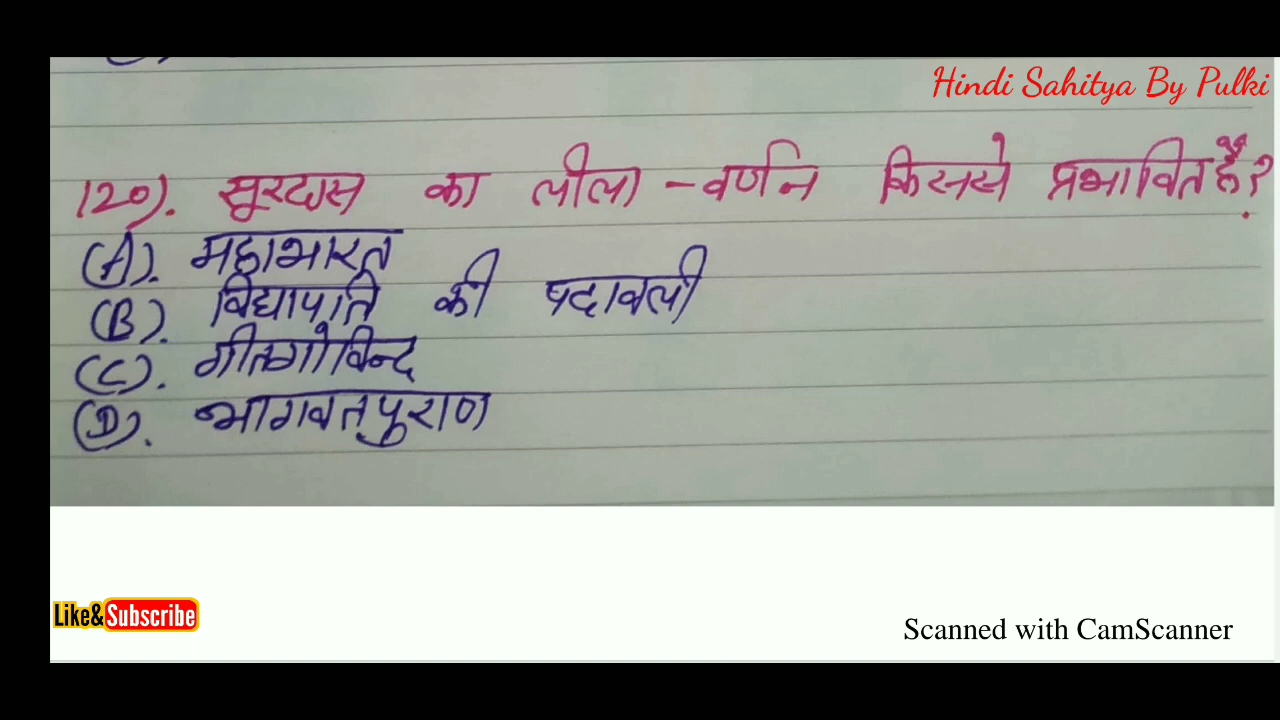 Hindi Sahitya By Pulki
120). सूरदास का लीला - वर्णन किससे प्रभावित है?
(A). महाभारत
(B). विद्यापति की पदावली
(C). गीतगोविन्द
(D). भागवतपुराण
Like& Subscribe
Scanned with CamScanner